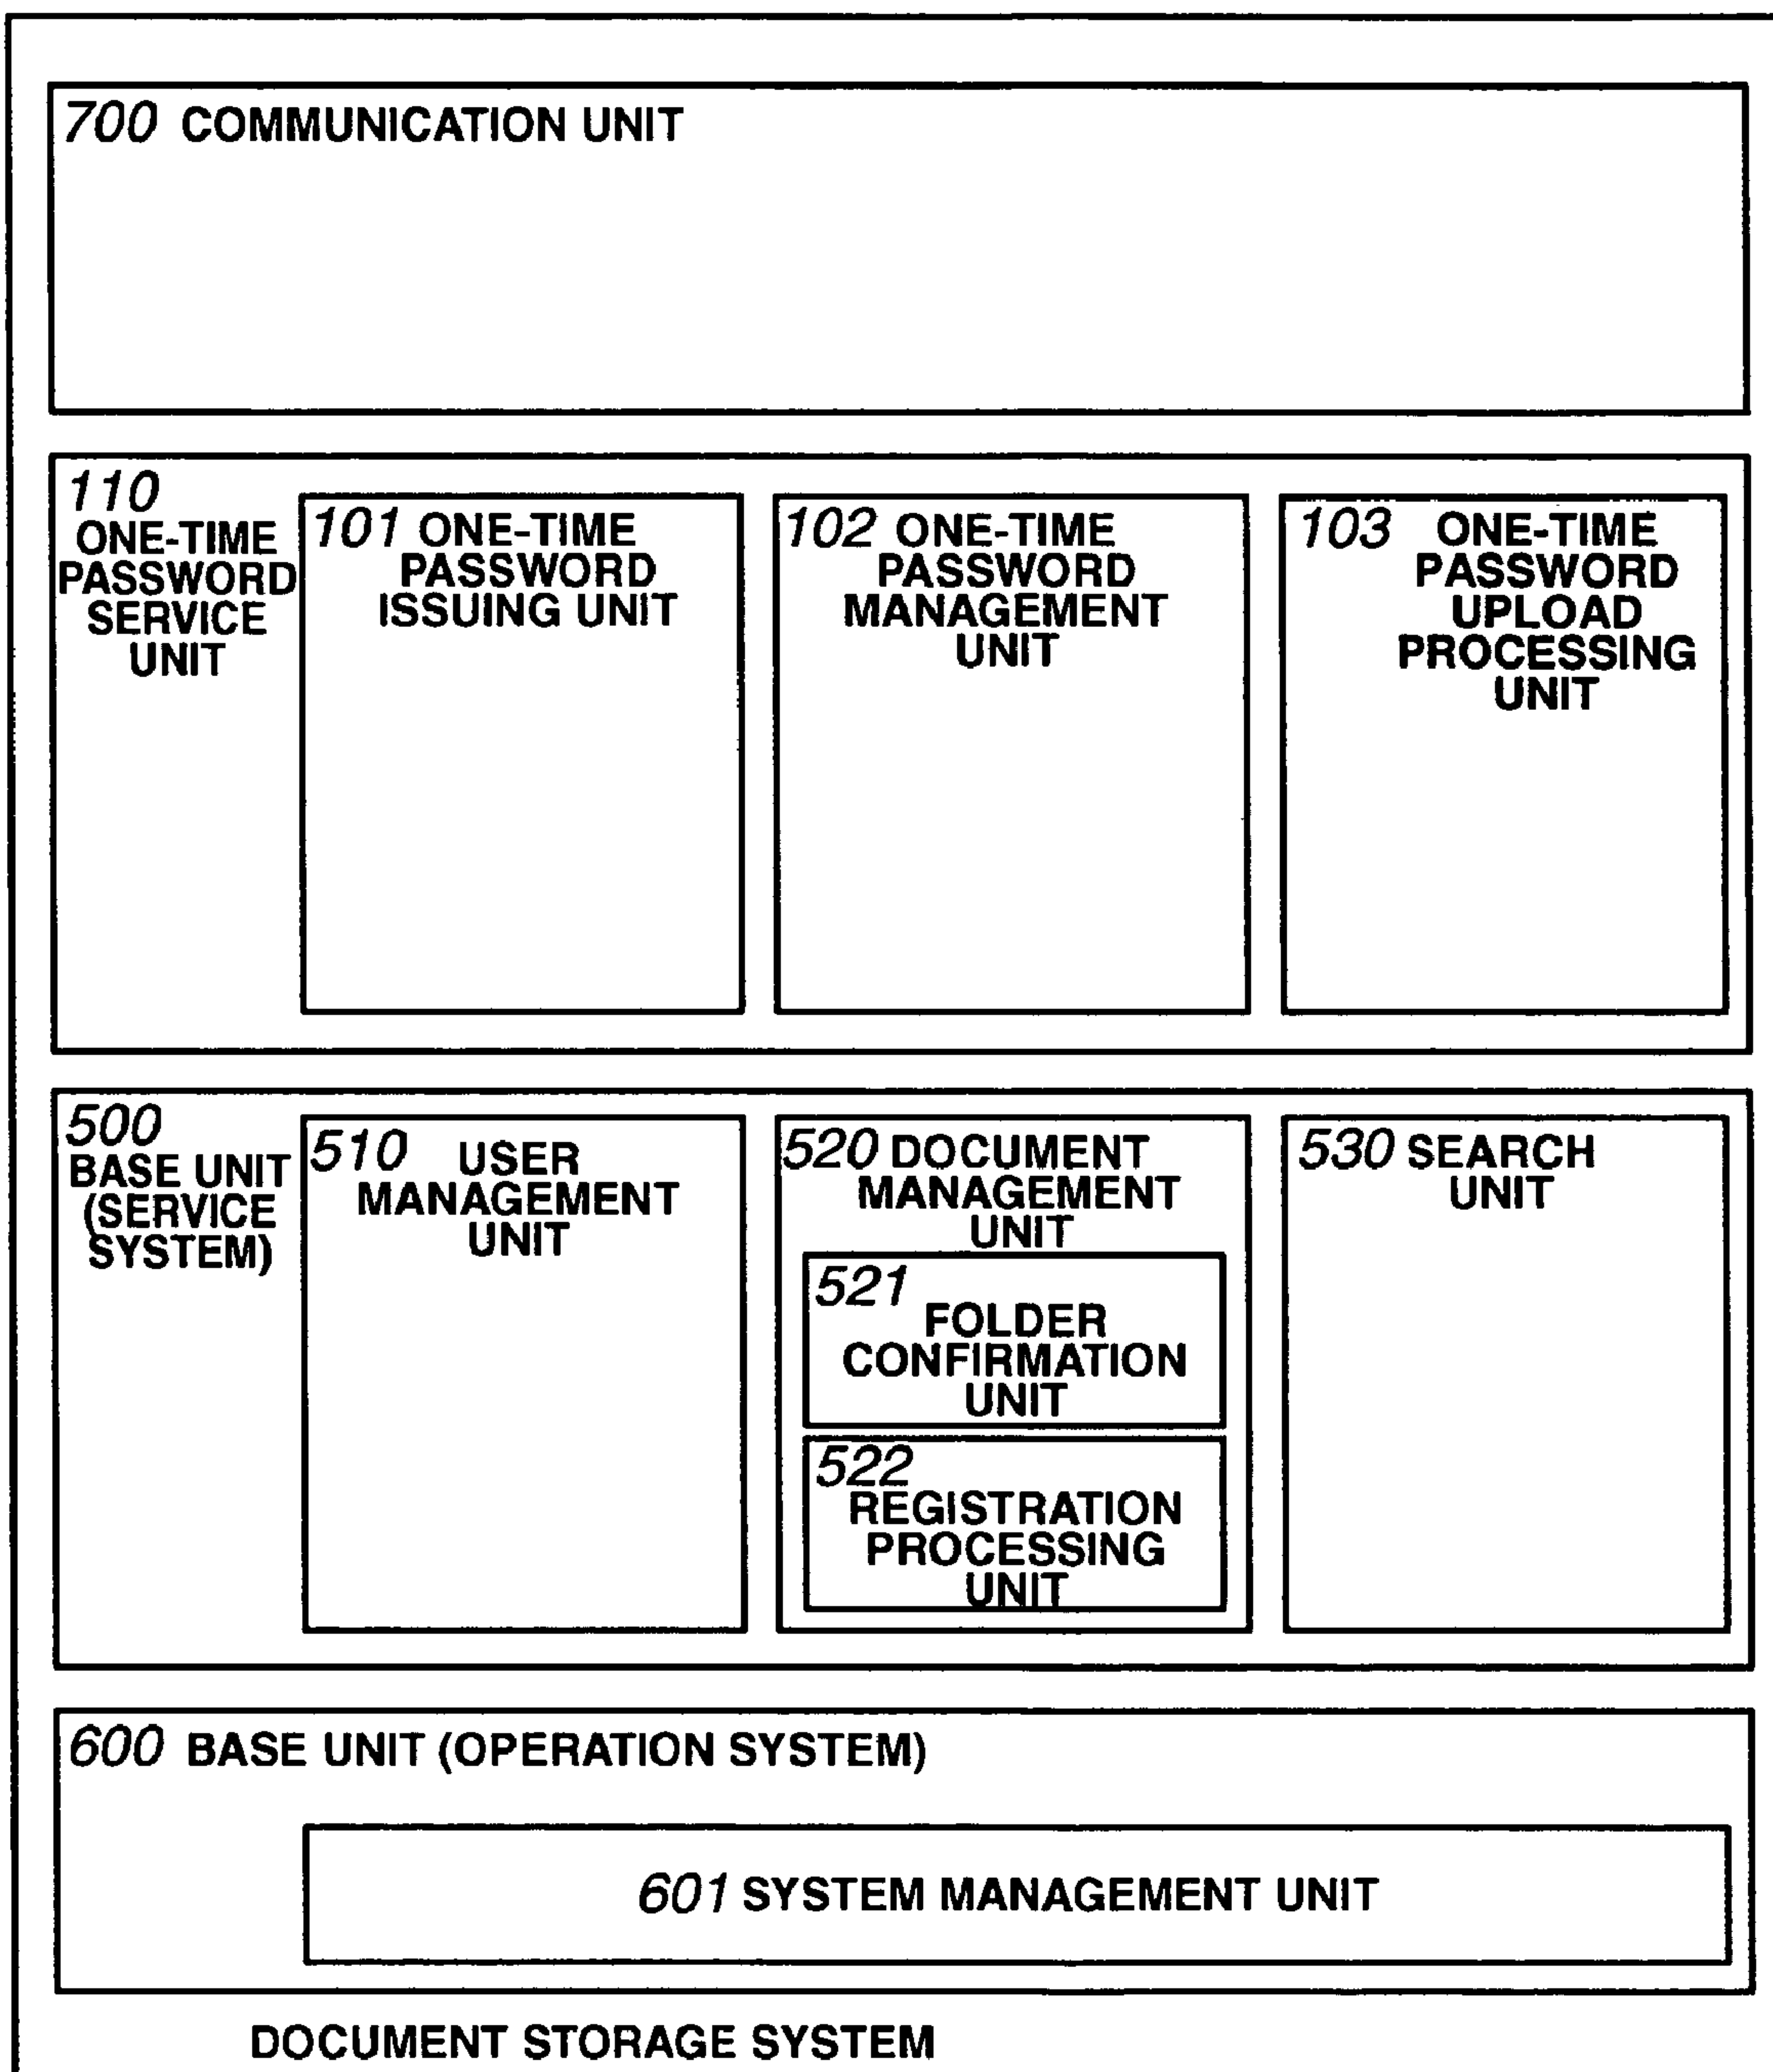 700 COMMUNICATION UNIT
110
ONE-TIME
PASSWORD
SERVICE
UNIT
101 ONE-TIME
PASSWORD
ISSUING UNIT
102 ONE-TIME
PASSWORD
MANAGEMENT
UNIT
103 ONE-TIME
PASSWORD
UPLOAD
PROCESSING
UNIT
500
BASE UNIT
(SERVICE
SYSTEM)
510 USER
MANAGEMENT
UNIT
520 DOCUMENT
MANAGEMENT
UNIT
521
FOLDER
CONFIRMATION
UNIT
522
REGISTRATION
PROCESSING
UNIT
530 SEARCH
UNIT
600 BASE UNIT (OPERATION SYSTEM)
601 SYSTEM MANAGEMENT UNIT
DOCUMENT STORAGE SYSTEM